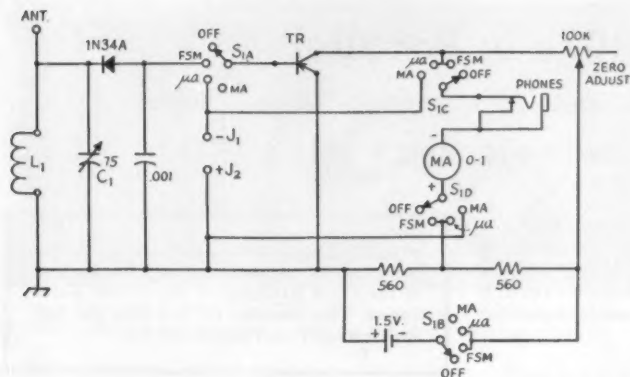 ANT.
1N34A
OFF
FSM
S1A
TR
μa
MA
L1
75
C1
.001
-J1
+J2
μa
FSM
MA
OFF
S1C
PHONES
100K
ZERO
ADJUST
-
MA
0-1
+
S1D
OFF
MA
FSM
μa
560
560
1.5V.
+
-
S1B
MA
μa
FSM
OFF